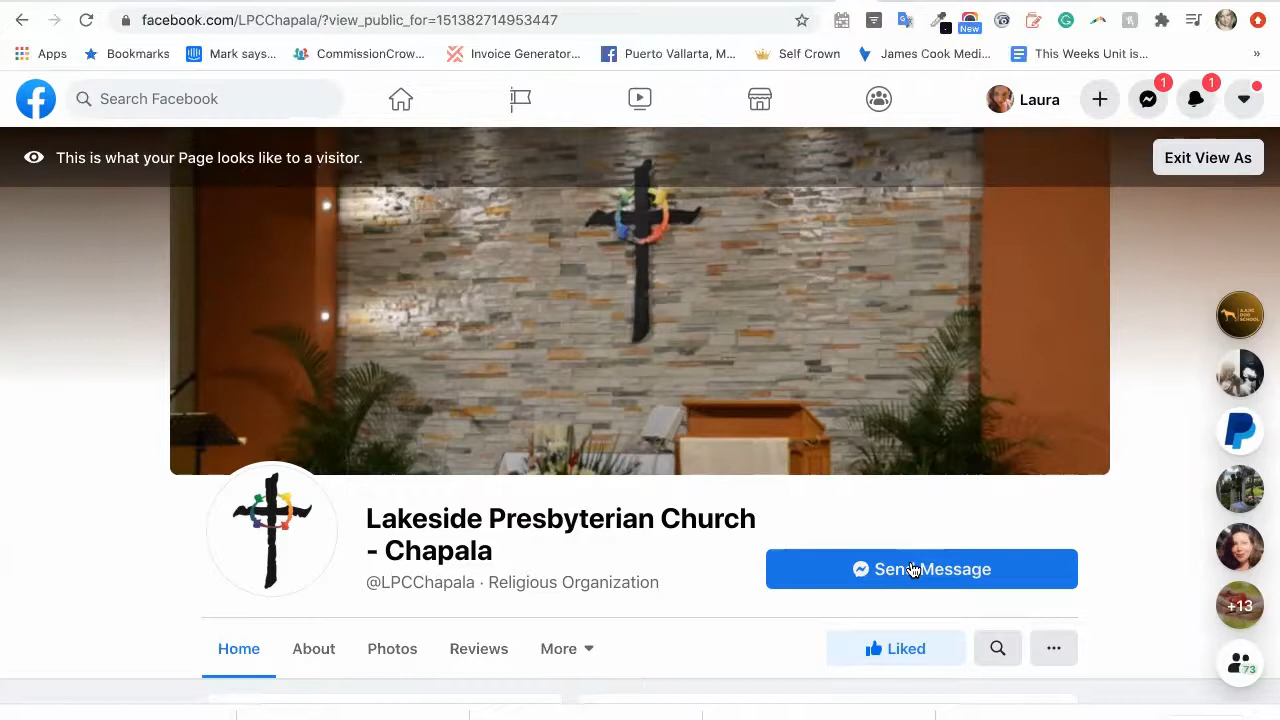 facebook.com/LPCChapala/?view_public_for=151382714953447
New
Apps Bookmarks Mark says... CommissionCrow... Invoice Generator... Puerto Vallarta, M... Self Crown James Cook Medi... This Weeks Unit is... »
Search Facebook Laura 1 1
This is what your Page looks like to a visitor. Exit View As
Lakeside Presbyterian Church
- Chapala
@LPCChapala · Religious Organization
Send Message
+13
Home About Photos Reviews More Liked ...
73